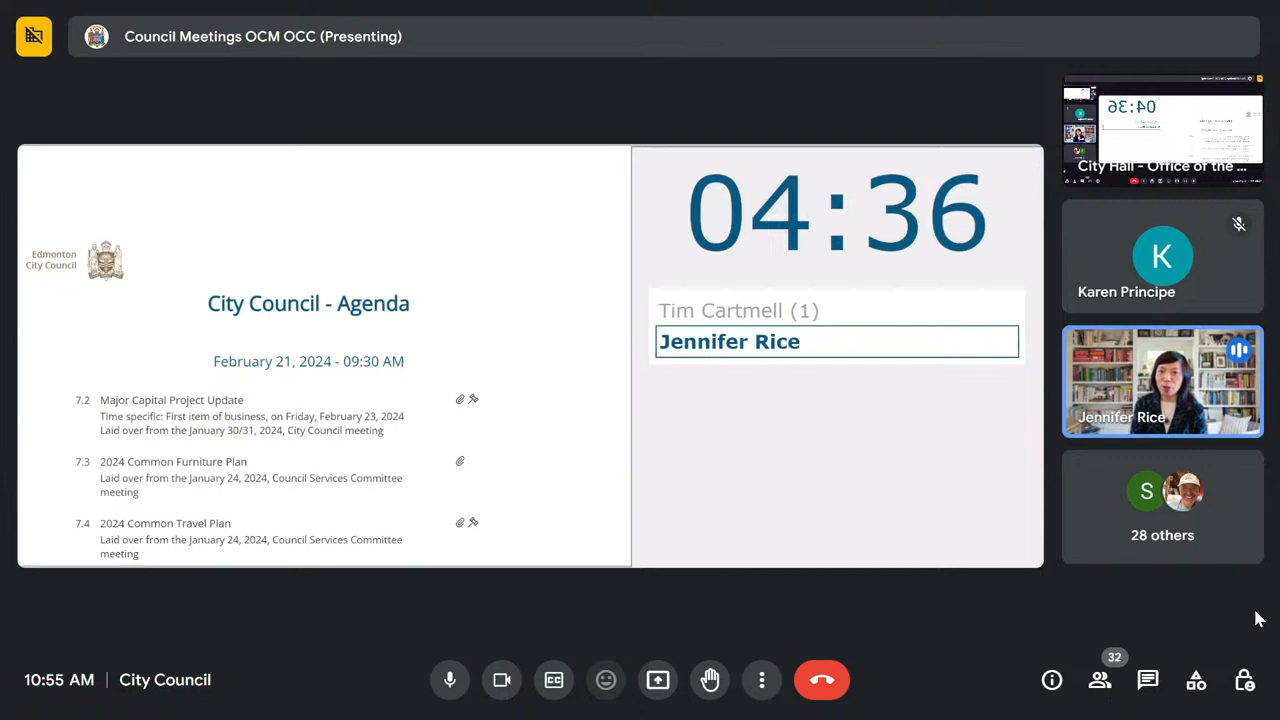 Council Meetings OCM OCC (Presenting)
Edmonton
City Council
City Council - Agenda
February 21, 2024 - 09:30 AM
7.2 Major Capital Project Update
Time specific: First item of business, on Friday, February 23, 2024
Laid over from the January 30/31, 2024, City Council meeting
7.3 2024 Common Furniture Plan
Laid over from the January 24, 2024, Council Services Committee
meeting
7.4 2024 Common Travel Plan
Laid over from the January 24, 2024, Council Services Committee
meeting
04:36
Tim Cartmell (1)
Jennifer Rice
04:36
City Hall - Office of the ...
K
Karen Principe
Jennifer Rice
S
28 others
10:55 AM City Council
CC
32